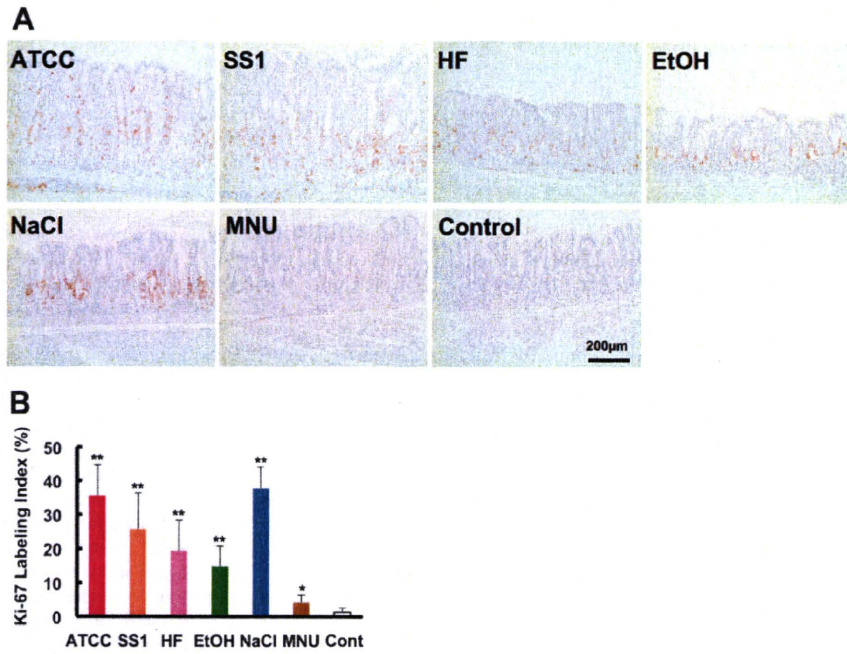 A
ATCC SS1 HF EtOH
NaCl MNU Control
200μm
B
Ki-67 Labeling Index (%)
50
40
30
20
10
0
** ** ** ** ** *
ATCC SS1 HF EtOH NaCl MNU Cont